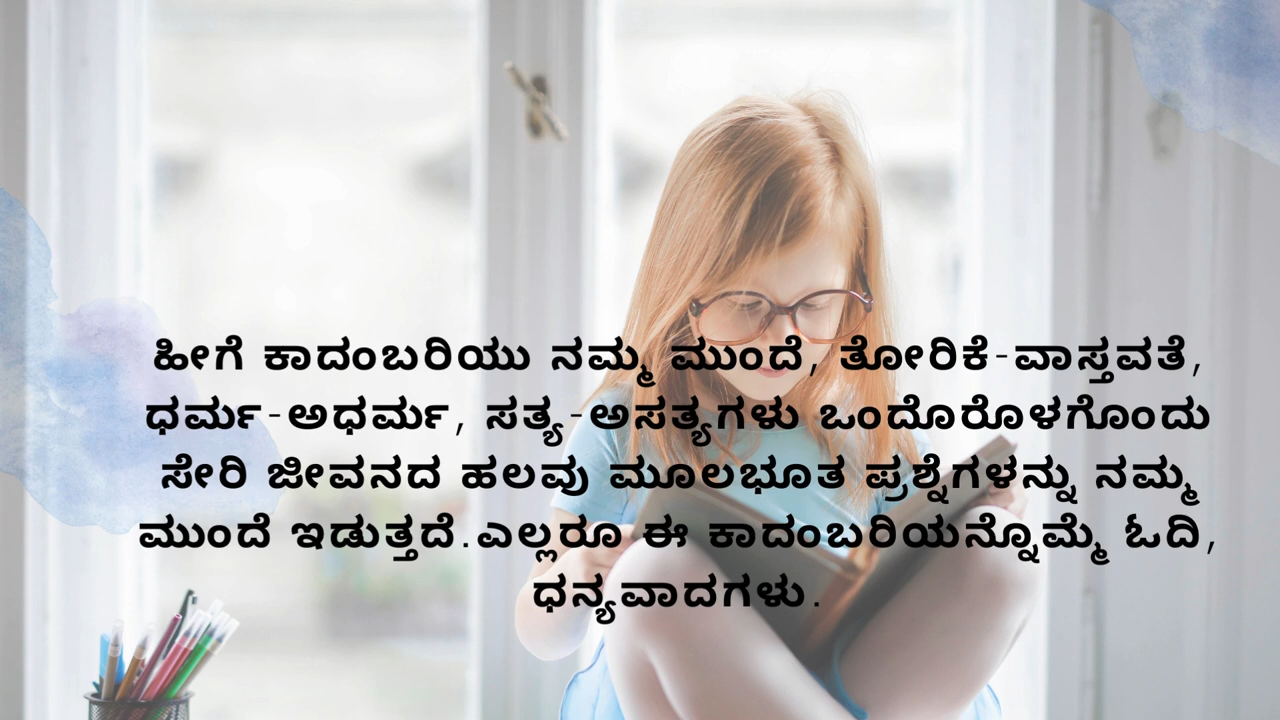 ಹೀಗೆ ಕಾದಂಬರಿಯು ನಮ್ಮ ಮುಂದೆ, ತೋರಿಕೆ-ವಾಸ್ತವತೆ,
ಧರ್ಮ-ಅಧರ್ಮ, ಸತ್ಯ-ಅಸತ್ಯಗಳು ಒಂದೊರೊಳಗೊಂದು
ಸೇರಿ ಜೀವನದ ಹಲವು ಮೂಲಭೂತ ಪ್ರಶ್ನೆಗಳನ್ನು ನಮ್ಮ
ಮುಂದೆ ಇಡುತ್ತದೆ.ಎಲ್ಲರೂ ಈ ಕಾದಂಬರಿಯನ್ನೊಮ್ಮೆ ಓದಿ,
ಧನ್ಯವಾದಗಳು.